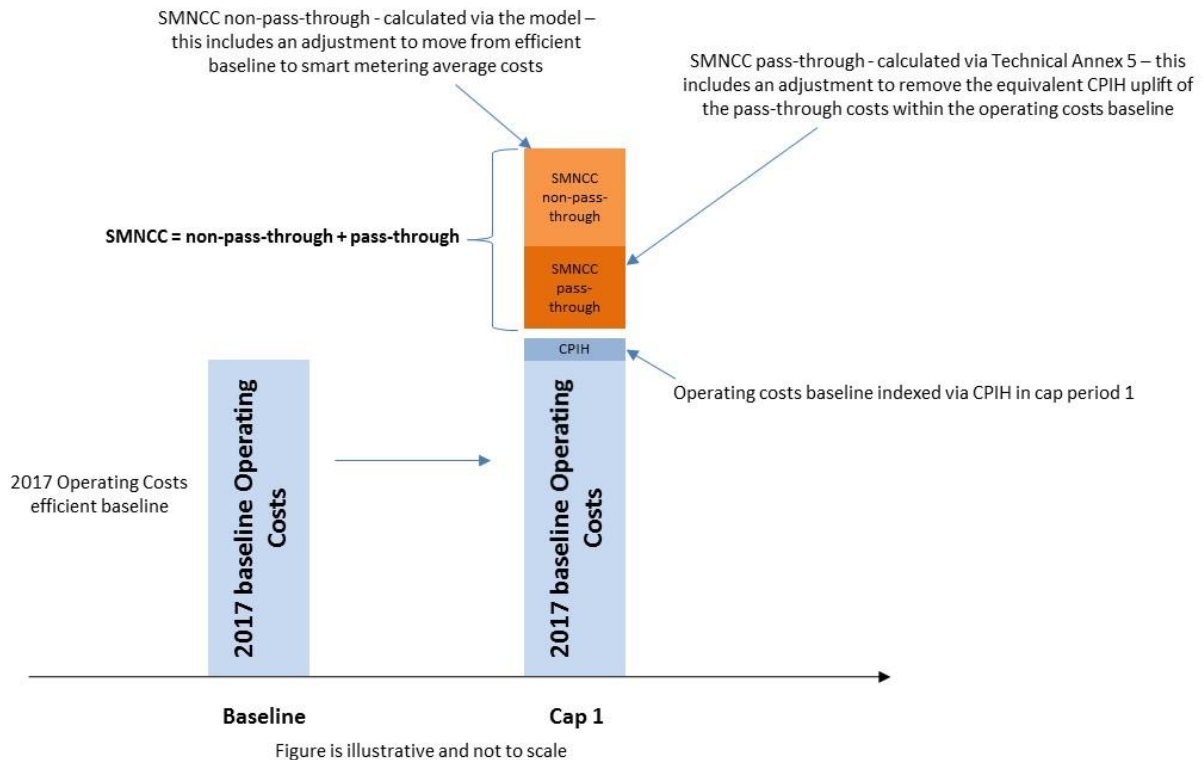 SMNCC non-pass-through - calculated via the model –
this includes an adjustment to move from efficient
baseline to smart metering average costs
SMNCC pass-through - calculated via Technical Annex 5 – this
includes an adjustment to remove the equivalent CPIH uplift of
the pass-through costs within the operating costs baseline
SMNCC
non-pass-
through
SMNCC = non-pass-through + pass-through
SMNCC
pass-
through
CPIH
Operating costs baseline indexed via CPIH in cap period 1
2017 Operating Costs
efficient baseline
2017 baseline Operating
Costs
2017 baseline Operating
Costs
Baseline
Cap 1
Figure is illustrative and not to scale